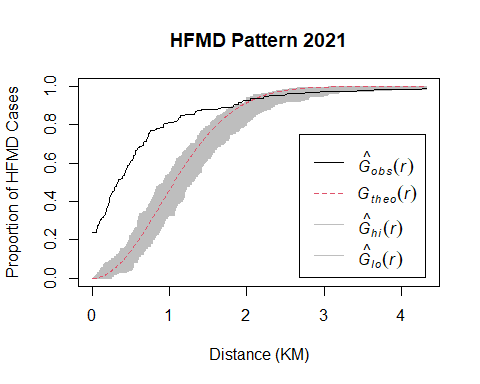 HFMD Pattern 2021
Proportion of HFMD Cases
1.0
0.8
0.6
0.4
0.2
0.0
Ĝobs(r)
Gtheo(r)
Ĝhi(r)
Ĝlo(r)
0 1 2 3 4
Distance (KM)